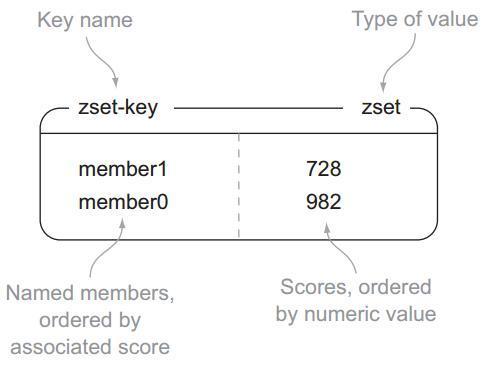 Key name
Type of value
zset-key
zset
member1 728
member0 982
Named members,
ordered by
associated score
Scores, ordered
by numeric value